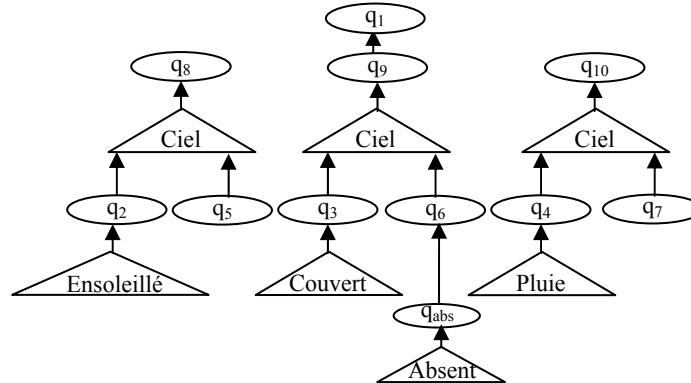 q1
q8 q9 q10
Ciel Ciel Ciel
q2 q5 q3 q6 q4 q7
Ensoleillé Couvert Pluie
qabs
Absent